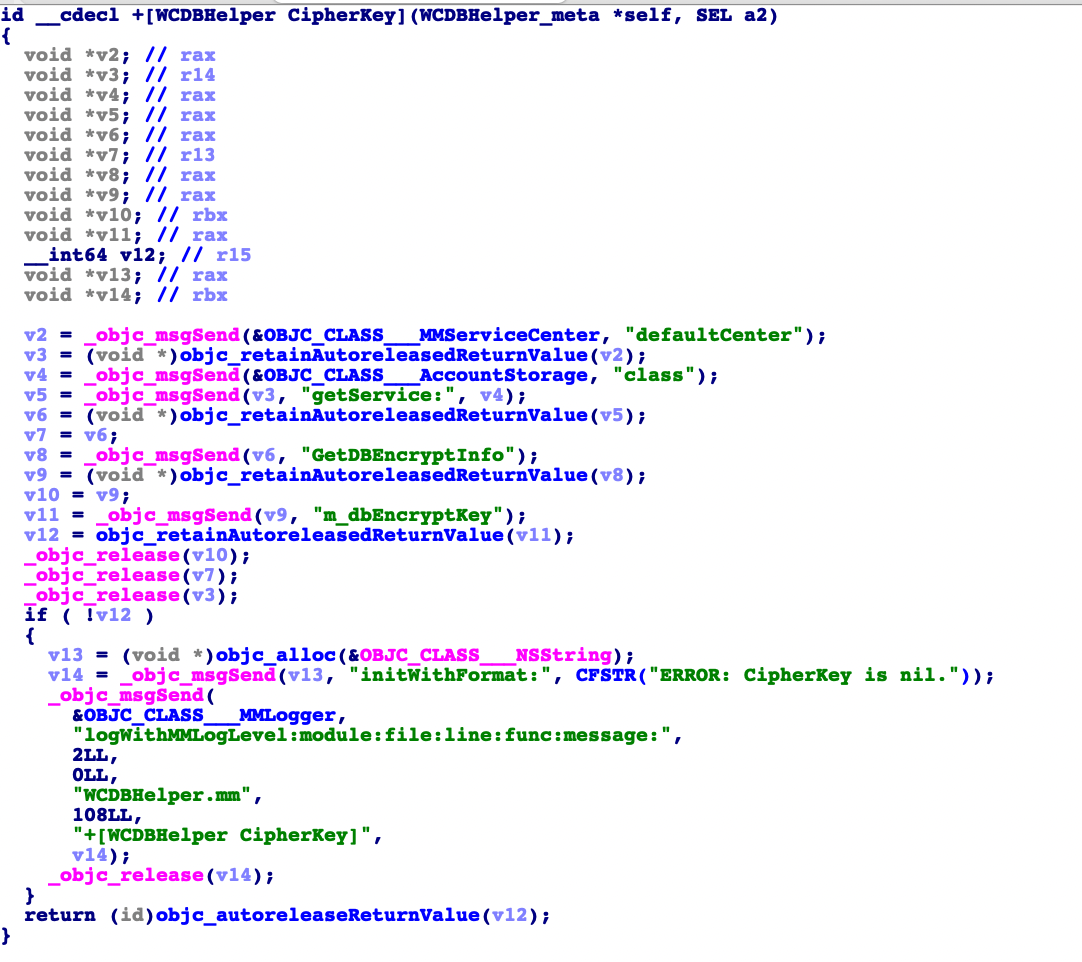 id __cdecl +[WCDBHelper CipherKey](WCDBHelper_meta *self, SEL a2)
{
  void *v2; // rax
  void *v3; // r14
  void *v4; // rax
  void *v5; // rax
  void *v6; // rax
  void *v7; // r13
  void *v8; // rax
  void *v9; // rax
  void *v10; // rbx
  void *v11; // rax
  __int64 v12; // r15
  void *v13; // rax
  void *v14; // rbx

  v2 = _objc_msgSend(&OBJC_CLASS___MMServiceCenter, "defaultCenter");
  v3 = (void *)objc_retainAutoreleasedReturnValue(v2);
  v4 = _objc_msgSend(&OBJC_CLASS___AccountStorage, "class");
  v5 = _objc_msgSend(v3, "getService:", v4);
  v6 = (void *)objc_retainAutoreleasedReturnValue(v5);
  v7 = v6;
  v8 = _objc_msgSend(v6, "GetDBEncryptInfo");
  v9 = (void *)objc_retainAutoreleasedReturnValue(v8);
  v10 = v9;
  v11 = _objc_msgSend(v9, "m_dbEncryptKey");
  v12 = objc_retainAutoreleasedReturnValue(v11);
  _objc_release(v10);
  _objc_release(v7);
  _objc_release(v3);
  if ( !v12 )
  {
    v13 = (void *)objc_alloc(&OBJC_CLASS___NSString);
    v14 = _objc_msgSend(v13, "initWithFormat:", CFSTR("ERROR: CipherKey is nil."));
    _objc_msgSend(
      &OBJC_CLASS___MMLogger,
      "logWithMMLogLevel:module:file:line:func:message:",
      2LL,
      0LL,
      "WCDBHelper.mm",
      108LL,
      "+[WCDBHelper CipherKey]",
      v14);
    _objc_release(v14);
  }
  return (id)objc_autoreleaseReturnValue(v12);
}